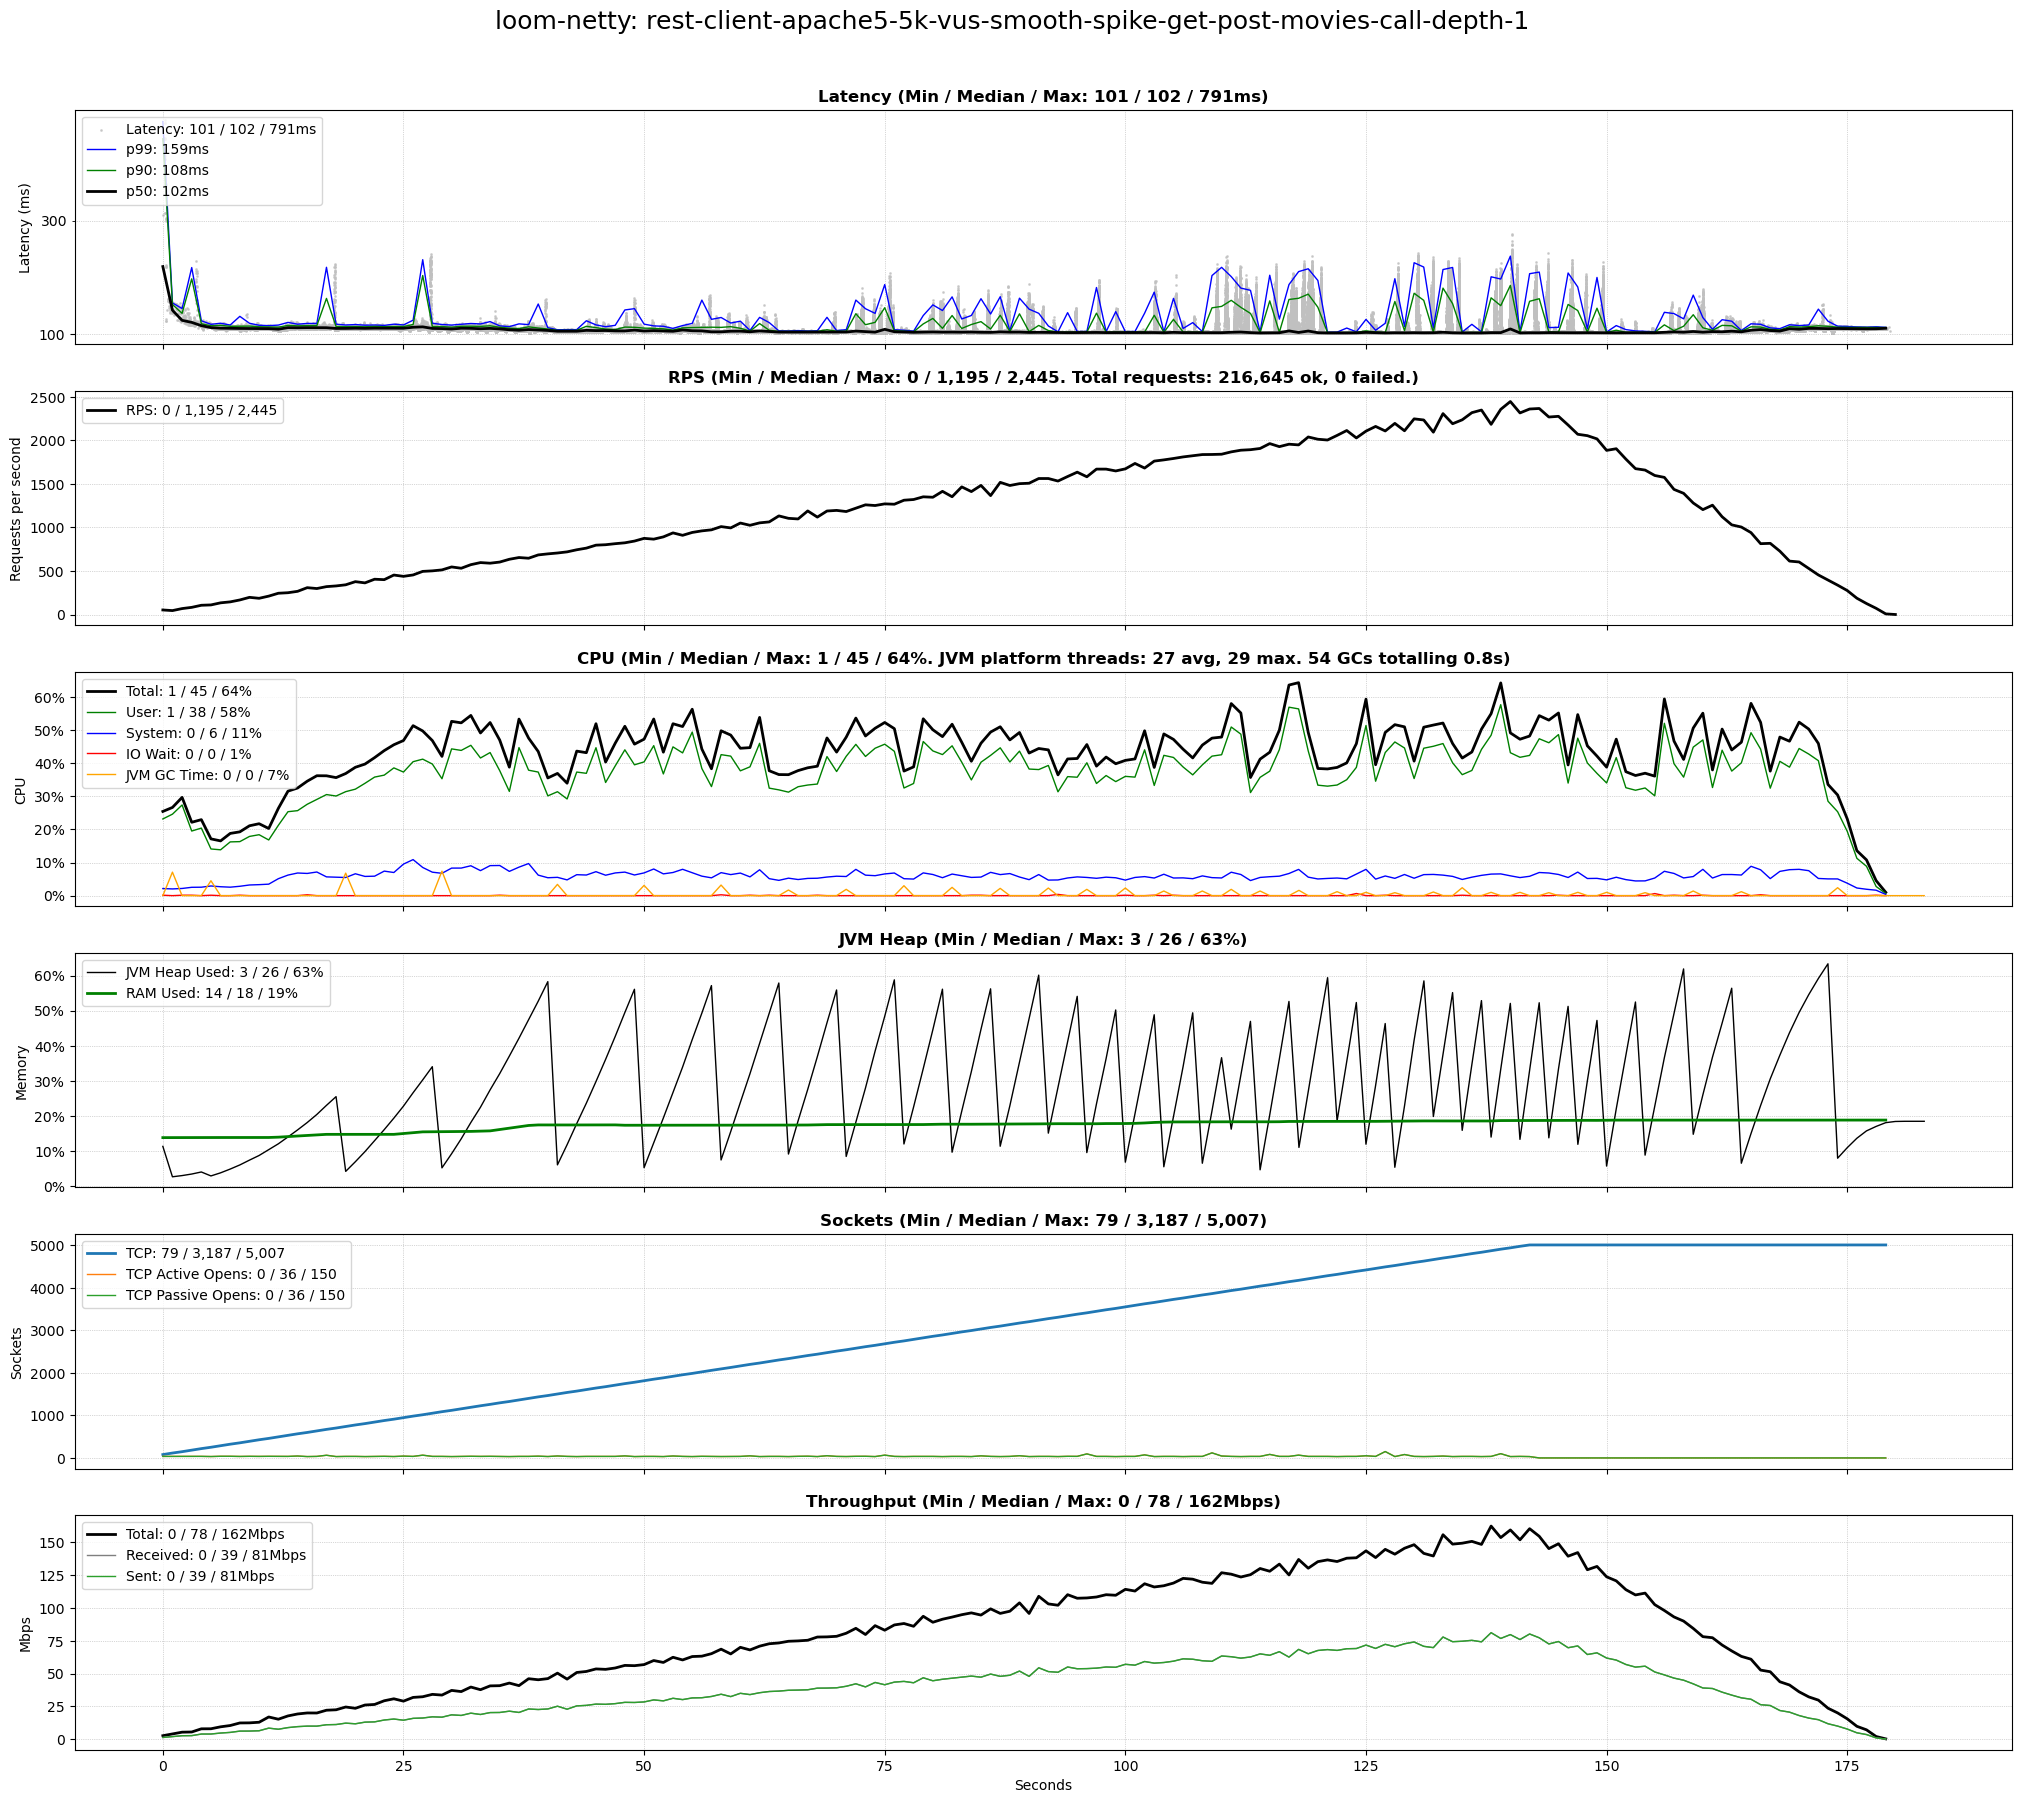 loom-netty: rest-client-apache5-5k-vus-smooth-spike-get-post-movies-call-depth-1
Latency (Min / Median / Max: 101 / 102 / 791ms)
Latency: 101 / 102 / 791ms
p99: 159ms
p90: 108ms
p50: 102ms
Latency (ms)
300
100
RPS (Min / Median / Max: 0 / 1,195 / 2,445. Total requests: 216,645 ok, 0 failed.)
RPS: 0 / 1,195 / 2,445
Requests per second
2500
2000
1500
1000
500
0
CPU (Min / Median / Max: 1 / 45 / 64%. JVM platform threads: 27 avg, 29 max. 54 GCs totalling 0.8s)
Total: 1 / 45 / 64%
User: 1 / 38 / 58%
System: 0 / 6 / 11%
IO Wait: 0 / 0 / 1%
JVM GC Time: 0 / 0 / 7%
CPU
60%
50%
40%
30%
20%
10%
0%
JVM Heap (Min / Median / Max: 3 / 26 / 63%)
JVM Heap Used: 3 / 26 / 63%
RAM Used: 14 / 18 / 19%
Memory
60%
50%
40%
30%
20%
10%
0%
Sockets (Min / Median / Max: 79 / 3,187 / 5,007)
TCP: 79 / 3,187 / 5,007
TCP Active Opens: 0 / 36 / 150
TCP Passive Opens: 0 / 36 / 150
Sockets
5000
4000
3000
2000
1000
0
Throughput (Min / Median / Max: 0 / 78 / 162Mbps)
Total: 0 / 78 / 162Mbps
Received: 0 / 39 / 81Mbps
Sent: 0 / 39 / 81Mbps
Mbps
150
125
100
75
50
25
0
0 25 50 75 100 125 150 175
Seconds